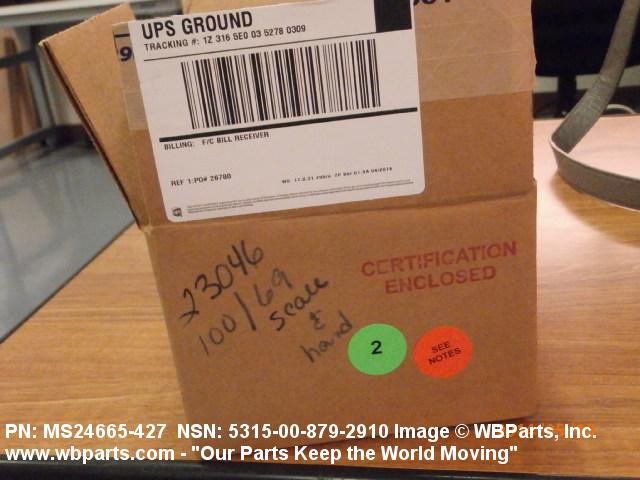 UPS GROUND
TRACKING #: 1Z 316 5E0 03 5278 0309
BILLING: F/C BILL RECEIVER
REF 1:PO# 26780
23046
100/69
scale
&
hand
CERTIFICATION
ENCLOSED
2
SEE
NOTES
PN: MS24665-427 NSN: 5315-00-879-2910 Image © WBParts, Inc.
www.wbparts.com - "Our Parts Keep the World Moving"